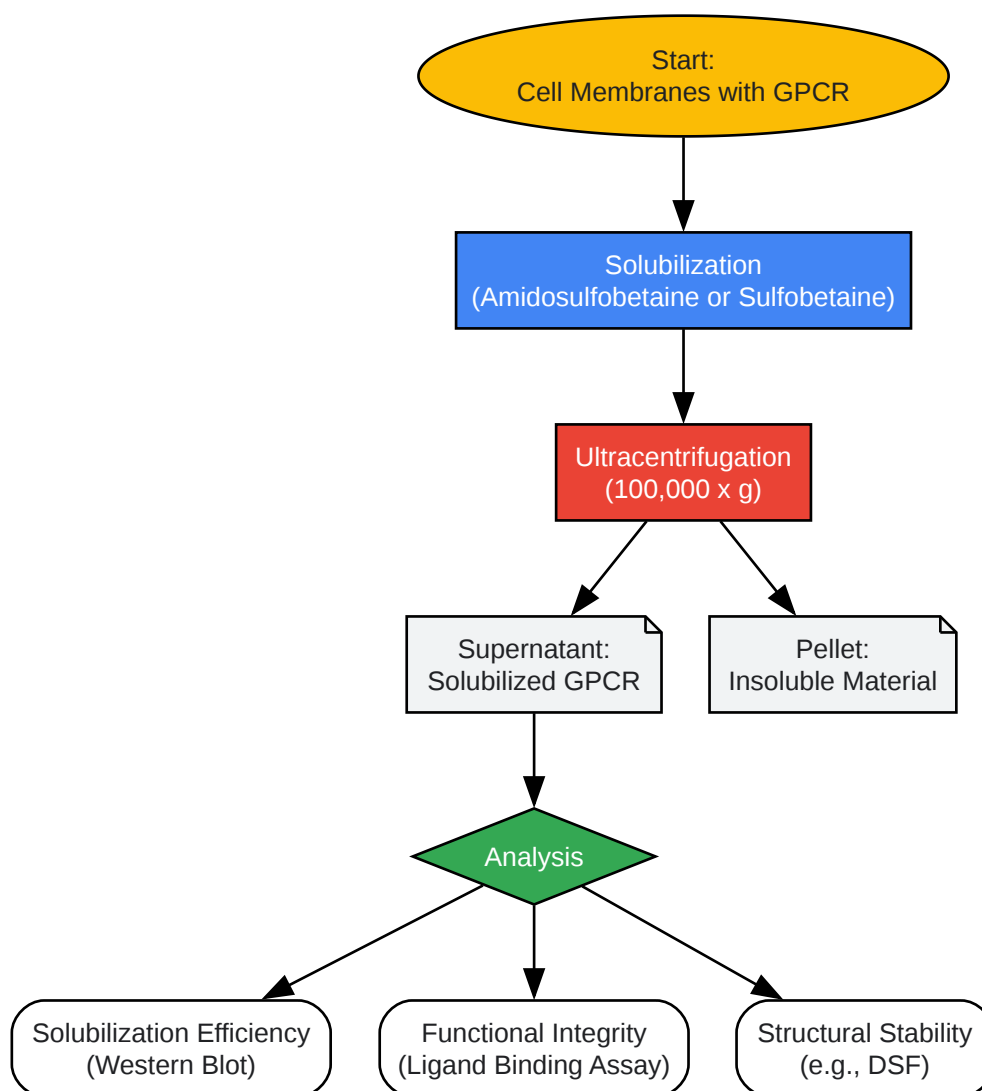 Start:
Cell Membranes with GPCR
Solubilization
(Amidosulfobetaine or Sulfobetaine)
Ultracentrifugation
(100,000 x g)
Supernatant:
Solubilized GPCR
Pellet:
Insoluble Material
Analysis
Solubilization Efficiency
(Western Blot)
Functional Integrity
(Ligand Binding Assay)
Structural Stability
(e.g., DSF)